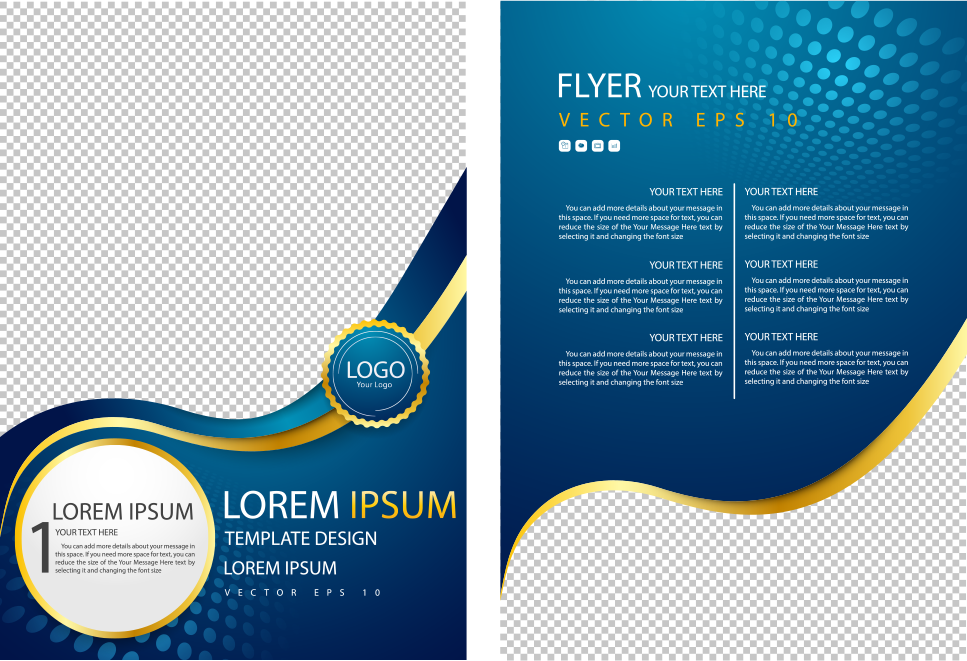 LOGO
Your Logo
LOREM IPSUM
1
YOUR TEXT HERE
You can add more details about your message in
this space. If you need more space for text, you can
reduce the size of the Your Message Here text by
selecting it and changing the font size
LOREM IPSUM
TEMPLATE DESIGN
LOREM IPSUM
VECTOR EPS 10
FLYER YOUR TEXT HERE
VECTOR EPS 10
YOUR TEXT HERE
You can add more details about your message in
this space. If you need more space for text, you can
reduce the size of the Your Message Here text by
selecting it and changing the font size
YOUR TEXT HERE
You can add more details about your message in
this space. If you need more space for text, you can
reduce the size of the Your Message Here text by
selecting it and changing the font size
YOUR TEXT HERE
You can add more details about your message in
this space. If you need more space for text, you can
reduce the size of the Your Message Here text by
selecting it and changing the font size
YOUR TEXT HERE
You can add more details about your message in
this space. If you need more space for text, you can
reduce the size of the Your Message Here text by
selecting it and changing the font size
YOUR TEXT HERE
You can add more details about your message in
this space. If you need more space for text, you can
reduce the size of the Your Message Here text by
selecting it and changing the font size
YOUR TEXT HERE
You can add more details about your message in
this space. If you need more space for text, you can
reduce the size of the Your Message Here text by
selecting it and changing the font size